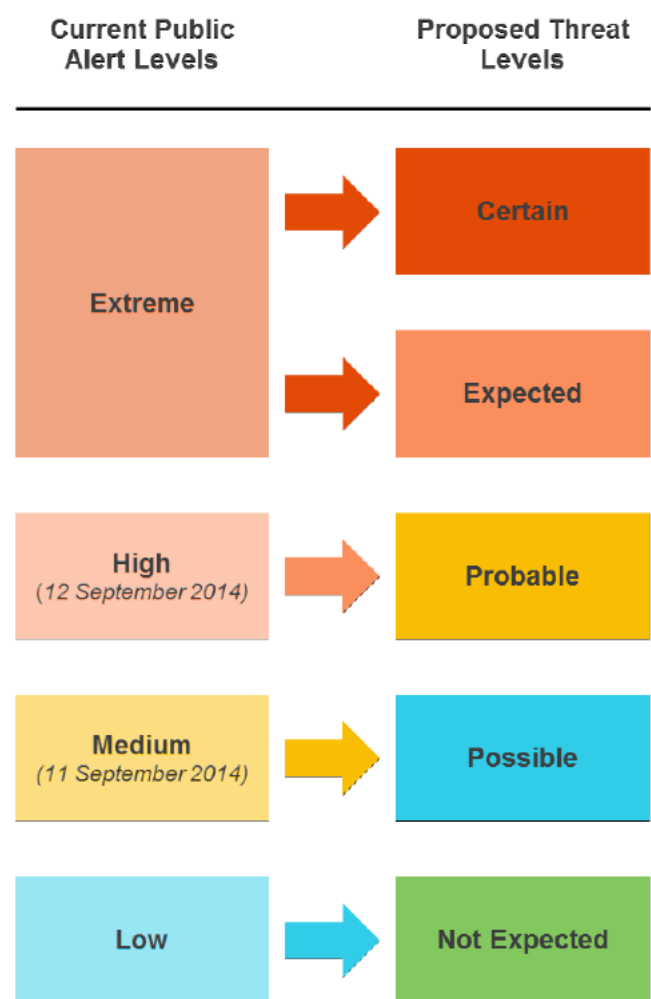 Current Public
Alert Levels
Proposed Threat
Levels
Extreme
Certain
Expected
High
(12 September 2014)
Probable
Medium
(11 September 2014)
Possible
Low
Not Expected